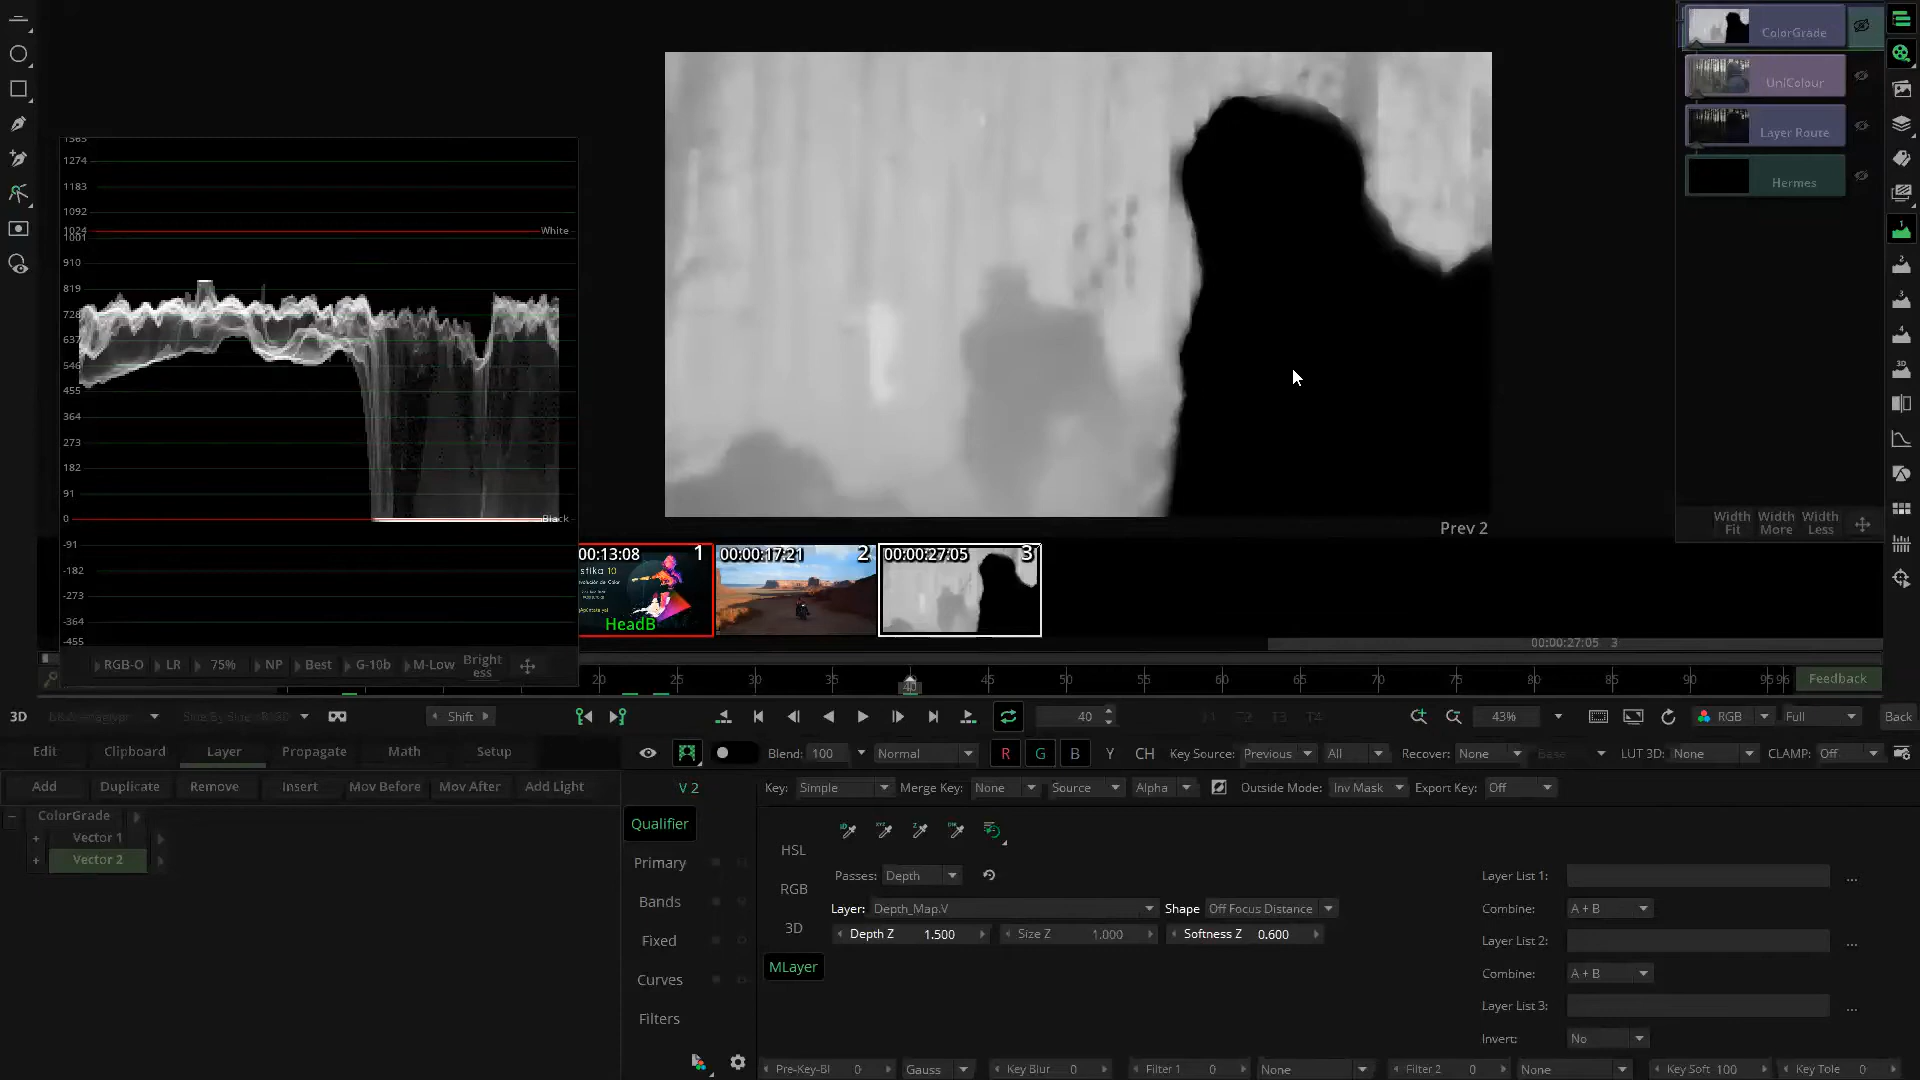 ColorGrade
UniColour
Layer Route
Hermes
1365
1274
1183
1092
1024 White
1001
910
819
728
637
546
455
364
273
182
91
0 Black
-91
-182
-273
-364
-455
RGB-O LR 75% NP Best G-10b M-Low Bright
ess
Prev 2
Width Width Width
Fit More Less
00:13:08 1 00:00:17:21 2 00:00:27:05 3
stika 10
HeadB
00:00:27:05 3
20 25 30 35 40 45 50 55 60 65 70 75 80 85 90 95 96
Feedback
3D Shift T1 T2 T3 T4 40 43% RGB Full Back
Edit Clipboard Layer Propagate Math Setup
Blend: 100 Normal R G B Y CH Key Source: Previous All Recover: None Base LUT 3D: None CLAMP: Off
Add Duplicate Remove Insert Mov Before Mov After Add Light
V 2 Key: Simple Merge Key: None Source Alpha Outside Mode: Inv Mask Export Key: Off
ColorGrade
Vector 1
Vector 2
Qualifier
Primary
Bands
Fixed
Curves
Filters
HSL
RGB
3D
MLayer
1D XYZ Z
Passes: Depth
Layer: Depth_Map.V Shape Off Focus Distance
Depth Z 1.500 Size Z 1.000 Softness Z 0.600
Layer List 1: ...
Combine: A + B
Layer List 2: ...
Combine: A + B
Layer List 3: ...
Invert: No
Pre-Key-Bl 0 Gauss Key Blur 0 Filter 1 0 None Filter 2 0 None Key Soft 100 Key Tole 0